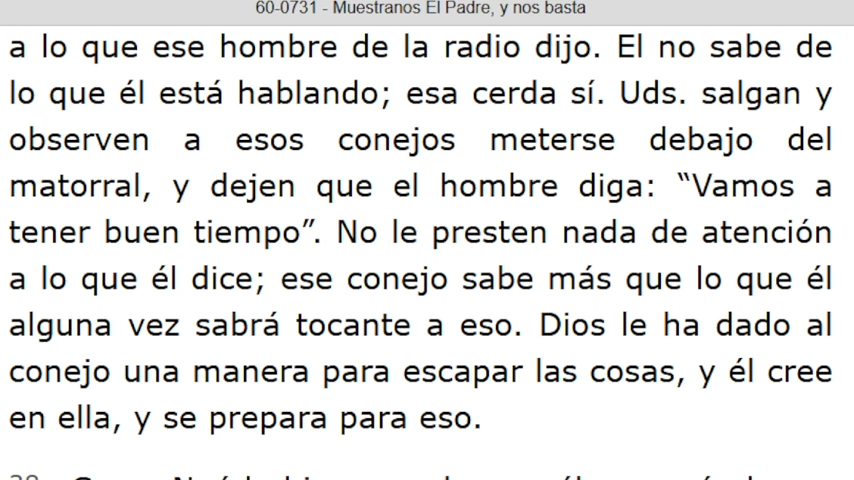 60-0731 - Muestranos El Padre, y nos basta
a lo que ese hombre de la radio dijo. El no sabe de
lo que él está hablando; esa cerda sí. Uds. salgan y
observen a esos conejos meterse debajo del
matorral, y dejen que el hombre diga: “Vamos a
tener buen tiempo”. No le presten nada de atención
a lo que él dice; ese conejo sabe más que lo que él
alguna vez sabrá tocante a eso. Dios le ha dado al
conejo una manera para escapar las cosas, y él cree
en ella, y se prepara para eso.